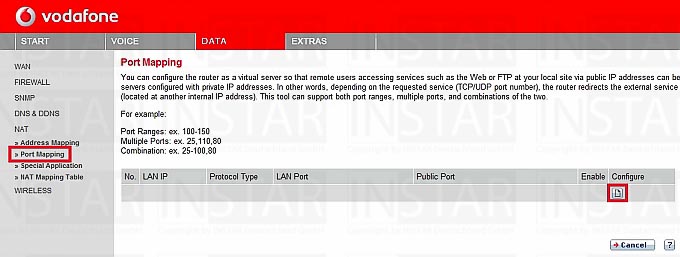 vodafone
START VOICE DATA EXTRAS
WAN
FIREWALL
SNMP
DNS & DDNS
NAT
» Address Mapping
» Port Mapping
» Special Application
» NAT Mapping Table
WIRELESS
Port Mapping
You can configure the router as a virtual server so that remote users accessing services such as the Web or FTP at your local site via public IP addresses can be
servers configured with private IP addresses. In other words, depending on the requested service (TCP/UDP port number), the router redirects the external service
(located at another internal IP address). This tool can support both port ranges, multiple ports, and combinations of the two.
For example:
Port Ranges: ex. 100-150
Multiple Ports: ex. 25,110,80
Combination: ex. 25-100,80
No. LAN IP Protocol Type LAN Port Public Port Enable Configure
Cancel ?
INSTAR